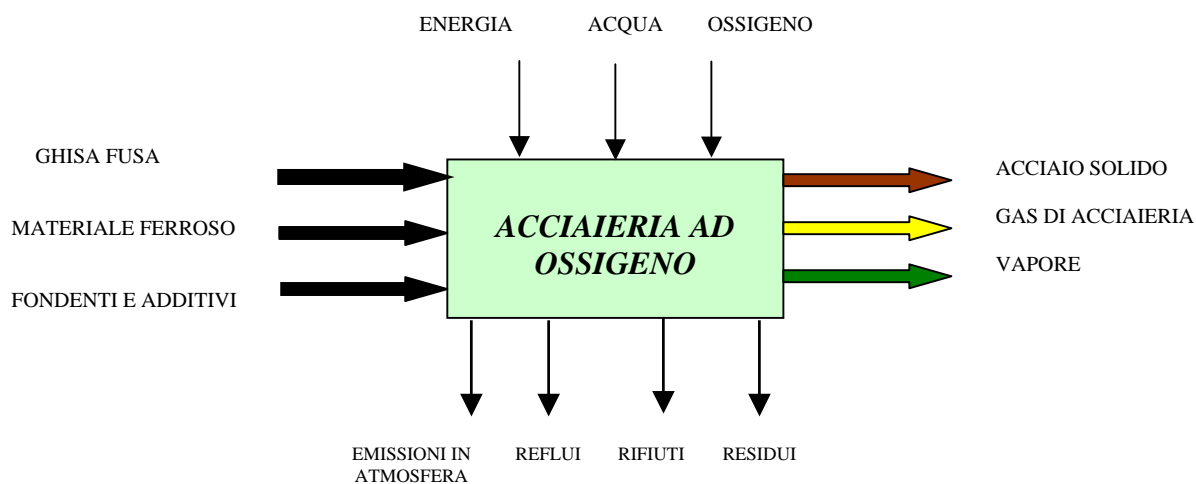 ENERGIA ACQUA OSSIGENO
GHISA FUSA
MATERIALE FERROSO
FONDENTI E ADDITIVI
ACCIAIERIA AD
OSSIGENO
ACCIAIO SOLIDO
GAS DI ACCIAIERIA
VAPORE
EMISSIONI IN
ATMOSFERA
REFLUI
RIFIUTI
RESIDUI